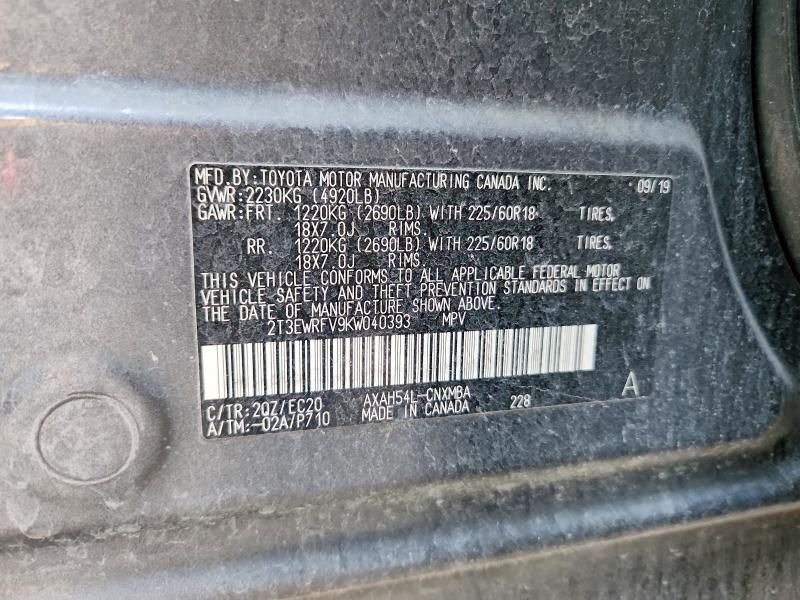 MFD.BY:TOYOTA MOTOR MANUFACTURING CANADA INC. 09/19
GVWR:2230KG (4920LB)
GAWR:FRT. 1220KG (2690LB) WITH 225/60R18 TIRES,
18X7.0J RIMS.
RR. 1220KG (2690LB) WITH 225/60R18 TIRES,
18X7.0J RIMS.
THIS VEHICLE CONFORMS TO ALL APPLICABLE FEDERAL MOTOR
VEHICLE SAFETY AND THEFT PREVENTION STANDARDS IN EFFECT ON
THE DATE OF MANUFACTURE SHOWN ABOVE.
2T3EWRFV9KW040393 MPV
C/TR:2QZ/EC20 AXAH54L-CNXMBA 228 A
A/TM:-02A/P710 MADE IN CANADA